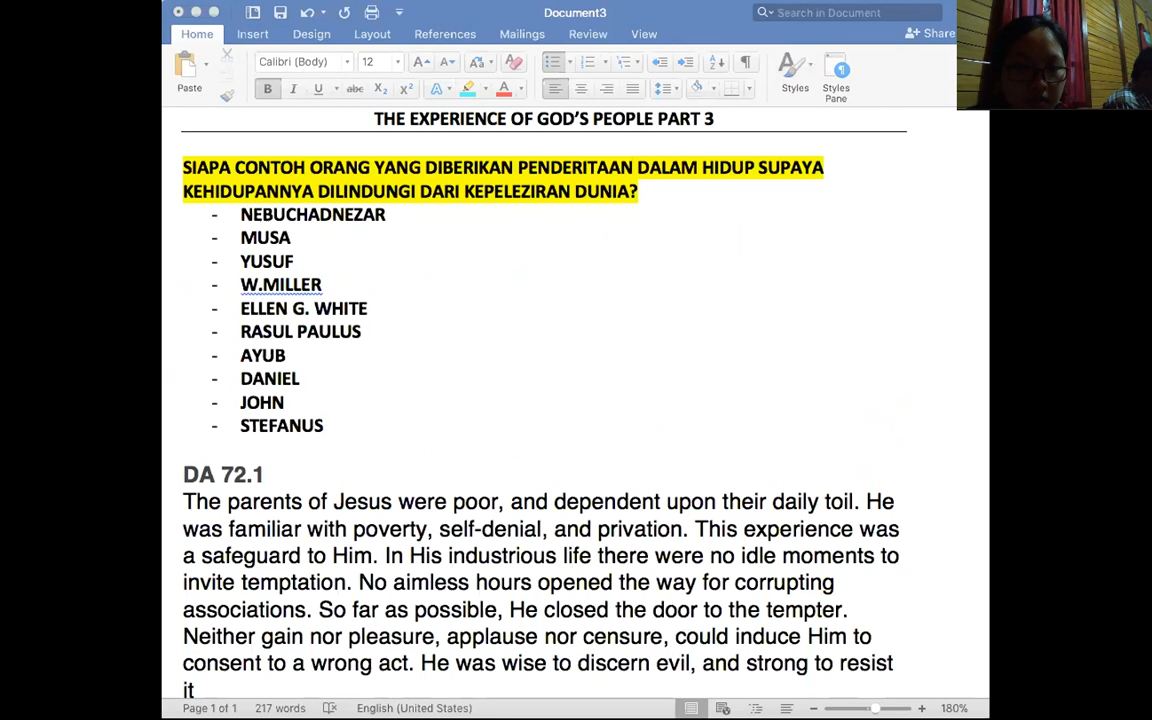 Document3
Search in Document
Home Insert Design Layout References Mailings Review View Share
Calibri (Body) 12
Paste Styles Styles Pane
THE EXPERIENCE OF GOD'S PEOPLE PART 3
SIAPA CONTOH ORANG YANG DIBERIKAN PENDERITAAN DALAM HIDUP SUPAYA
KEHIDUPANNYA DILINDUNGI DARI KEPELEZIRAN DUNIA?
- NEBUCHADNEZAR
- MUSA
- YUSUF
- W.MILLER
- ELLEN G. WHITE
- RASUL PAULUS
- AYUB
- DANIEL
- JOHN
- STEFANUS
DA 72.1
The parents of Jesus were poor, and dependent upon their daily toil. He
was familiar with poverty, self-denial, and privation. This experience was
a safeguard to Him. In His industrious life there were no idle moments to
invite temptation. No aimless hours opened the way for corrupting
associations. So far as possible, He closed the door to the tempter.
Neither gain nor pleasure, applause nor censure, could induce Him to
consent to a wrong act. He was wise to discern evil, and strong to resist
it
Page 1 of 1 217 words English (United States) 180%